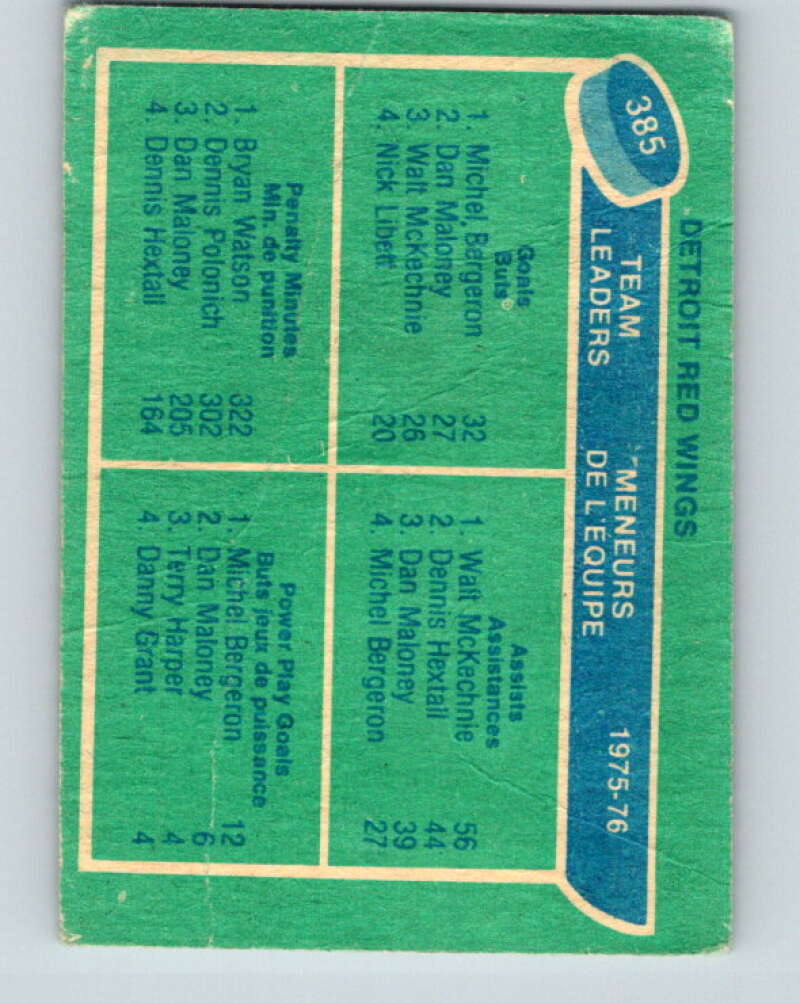 385
DETROIT RED WINGS
TEAM LEADERS
MENEURS DE L'ÉQUIPE
1975-76
Goals
Buts
1. Michel Bergeron 32
2. Dan Maloney 27
3. Walt McKechnie 26
4. Nick Libett 20
Assists
Assistances
1. Walt McKechnie 56
2. Dennis Hextall 44
3. Dan Maloney 39
4. Michel Bergeron 27
Penalty Minutes
Min. de punition
1. Bryan Watson 322
2. Dennis Polonich 302
3. Dan Maloney 205
4. Dennis Hextall 164
Power Play Goals
Buts jeux de puissance
1. Michel Bergeron 12
2. Dan Maloney 6
3. Terry Harper 4
4. Danny Grant 4